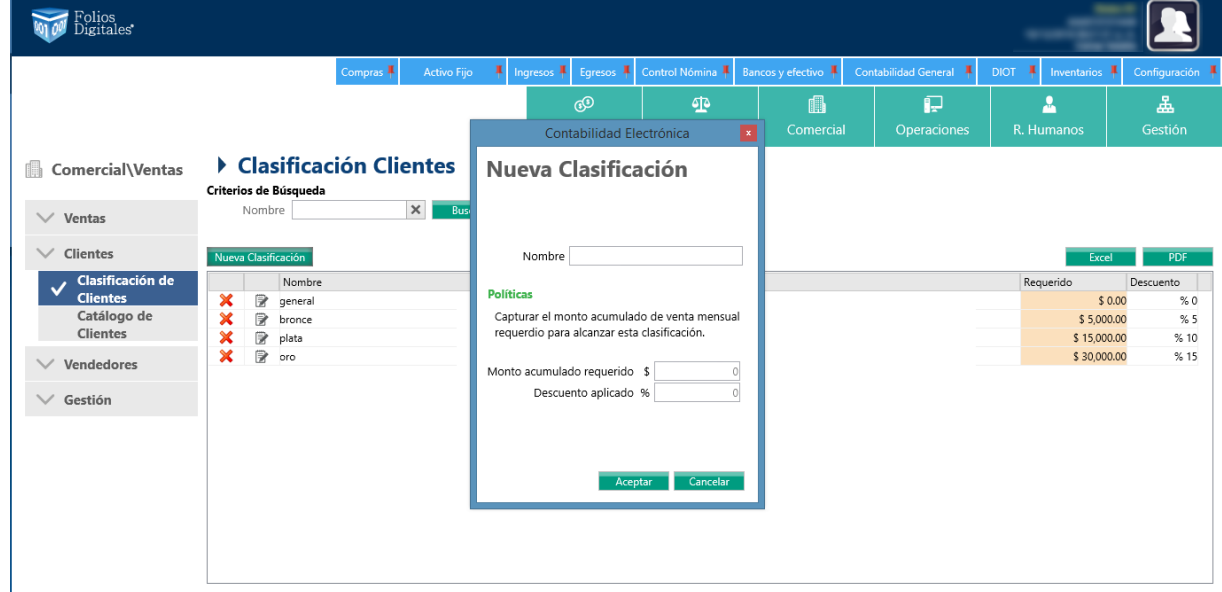 Folios
Digitales
Compras Activo Fijo Ingresos Egresos Control Nómina Bancos y efectivo Contabilidad General DIOT Inventarios Configuración
Comercial Operaciones R. Humanos Gestión
Comercial\Ventas
Ventas
Clientes
Clasificación de
Clientes
Catálogo de
Clientes
Vendedores
Gestión
Clasificación Clientes
Criterios de Búsqueda
Nombre
Nueva Clasificación Excel PDF
Nombre Requerido Descuento
general $ 0.00 % 0
bronce $ 5,000.00 % 5
plata $ 15,000.00 % 10
oro $ 30,000.00 % 15
Contabilidad Electrónica x
Nueva Clasificación
Nombre
Políticas
Capturar el monto acumulado de venta mensual
requerdio para alcanzar esta clasificación.
Monto acumulado requerido $ 0
Descuento aplicado % 0
Aceptar Cancelar